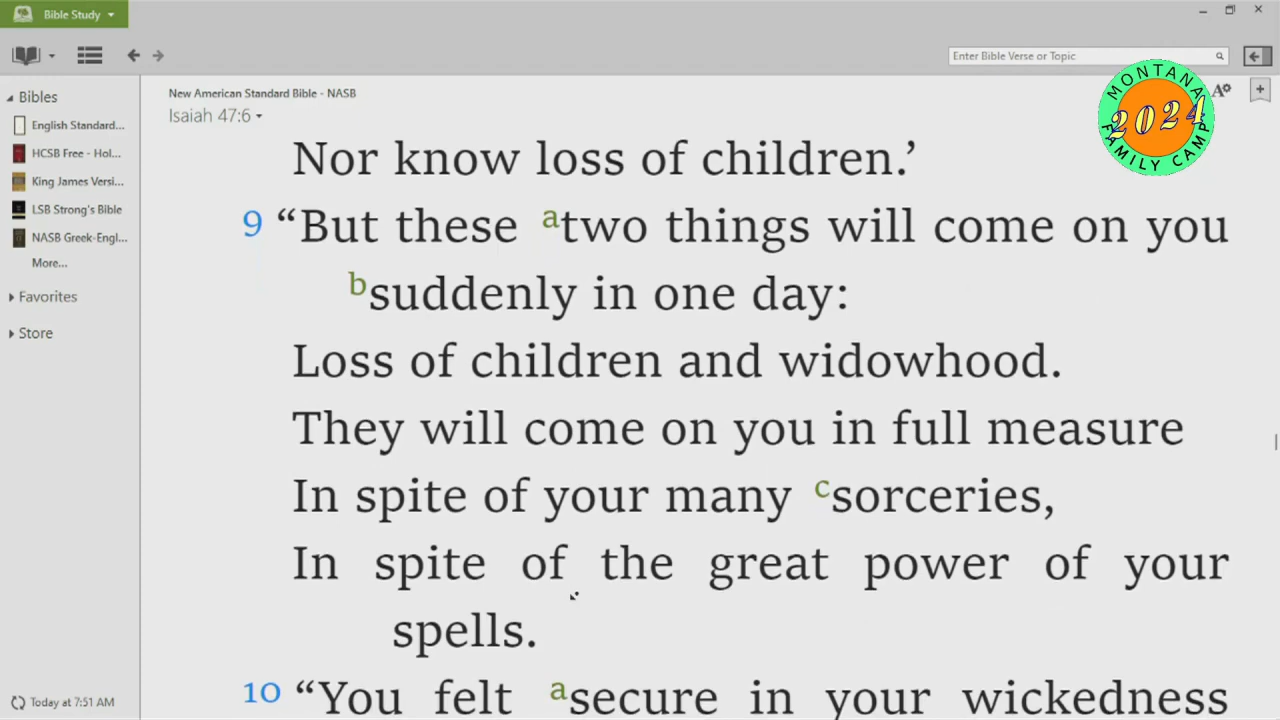 Bible Study
Enter Bible Verse or Topic
MONTANA
2024
FAMILY CAMP
Bibles
English Standard...
HCSB Free - Hol...
King James Versi...
LSB Strong's Bible
NASB Greek-Engl...
More...
Favorites
Store
Today at 7:51 AM
New American Standard Bible - NASB
Isaiah 47:6
Nor know loss of children.’
9 “But these a two things will come on you
b suddenly in one day:
Loss of children and widowhood.
They will come on you in full measure
In spite of your many c sorceries,
In spite of the great power of your
spells.
10 “You felt a secure in your wickedness